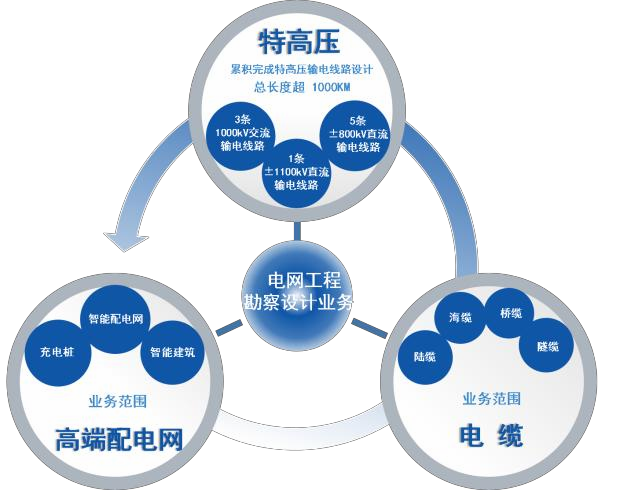 特高压
累积完成特高压输电线路设计
总长度超 1000KM
3条
1000kV交流
输电线路
1条
±1100kV直流
输电线路
5条
±800kV直流
输电线路
电网工程
勘察设计业务
充电桩
智能配电网
智能建筑
业务范围
高端配电网
陆缆
海缆
桥缆
隧缆
业务范围
电 缆